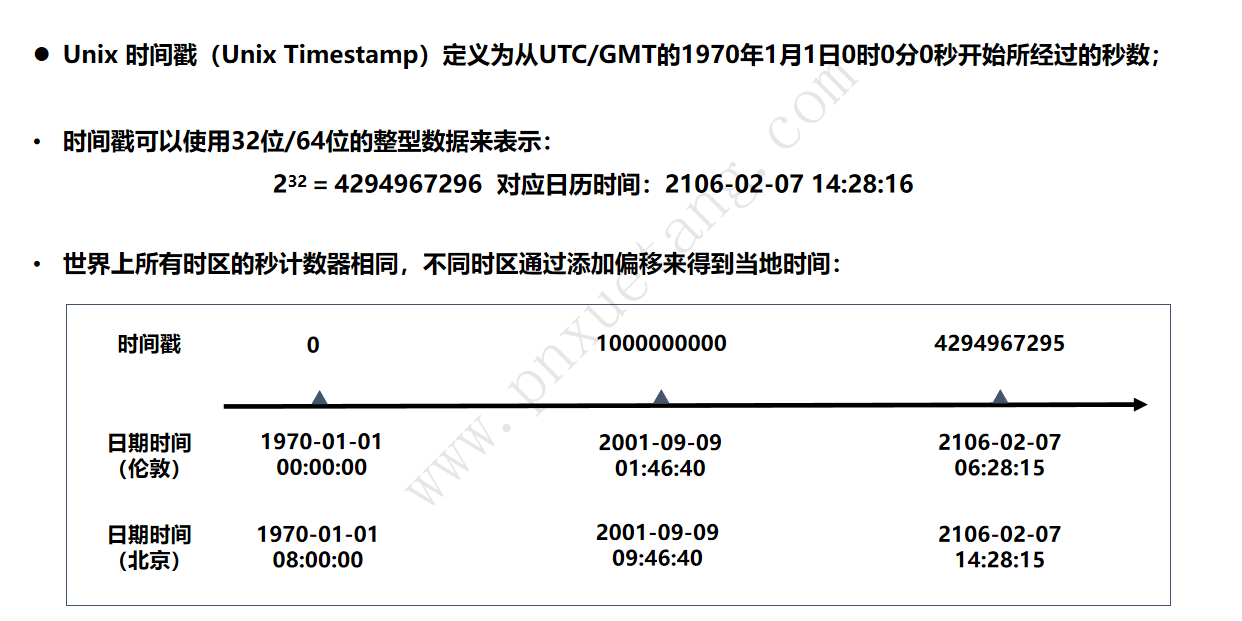 ● Unix 时间戳（Unix Timestamp）定义为从UTC/GMT的1970年1月1日0时0分0秒开始所经过的秒数；
• 时间戳可以使用32位/64位的整型数据来表示：
2³² = 4294967296 对应日历时间：2106-02-07 14:28:16
• 世界上所有时区的秒计数器相同，不同时区通过添加偏移来得到当地时间：
时间戳 0 1000000000 4294967295
日期时间 1970-01-01 2001-09-09 2106-02-07
（伦敦） 00:00:00 01:46:40 06:28:15
日期时间 1970-01-01 2001-09-09 2106-02-07
（北京） 08:00:00 09:46:40 14:28:15
www.pnxuetang.com